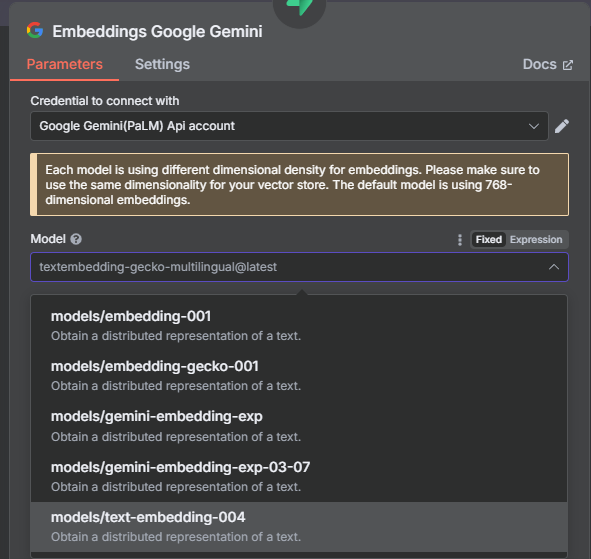 Embeddings Google Gemini
Parameters
Settings
Docs
Credential to connect with
Google Gemini(PaLM) Api account
Each model is using different dimensional density for embeddings. Please make sure to
use the same dimensionality for your vector store. The default model is using 768-
dimensional embeddings.
Model
Fixed Expression
textembedding-gecko-multilingual@latest
models/embedding-001
Obtain a distributed representation of a text.
models/embedding-gecko-001
Obtain a distributed representation of a text.
models/gemini-embedding-exp
Obtain a distributed representation of a text.
models/gemini-embedding-exp-03-07
Obtain a distributed representation of a text.
models/text-embedding-004
Obtain a distributed representation of a text.